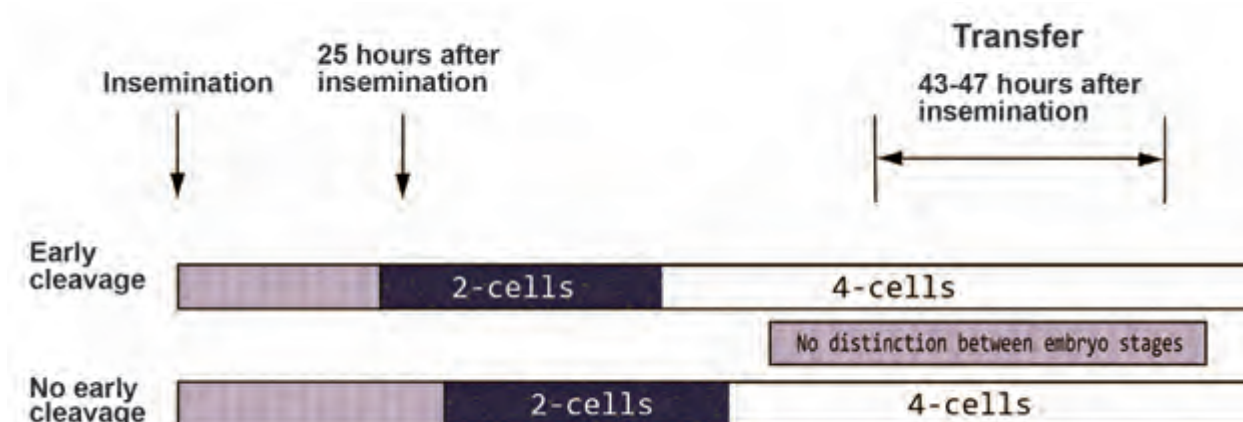 Insemination
25 hours after
insemination
Transfer
43-47 hours after
insemination
Early
cleavage
2-cells
4-cells
No distinction between embryo stages
No early
cleavage
2-cells
4-cells